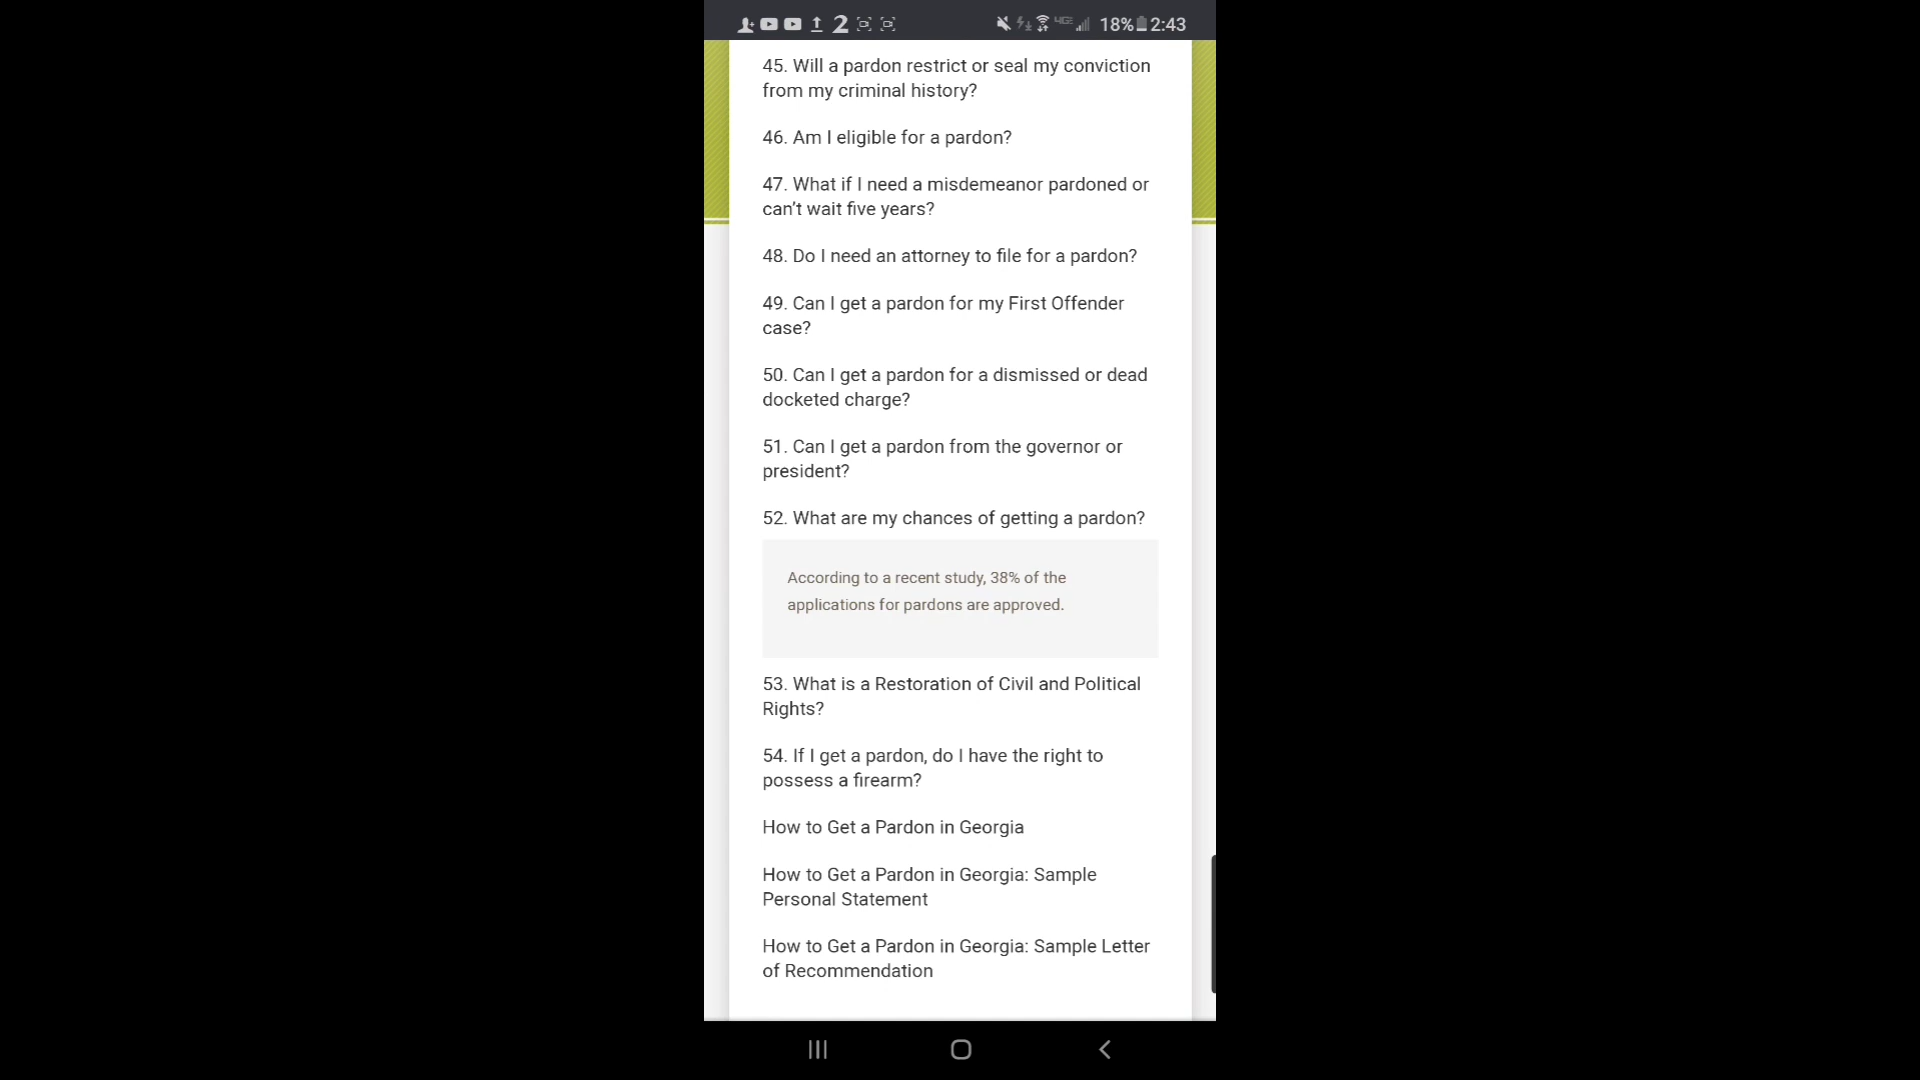 2 18% 2:43
45. Will a pardon restrict or seal my conviction
from my criminal history?
46. Am I eligible for a pardon?
47. What if I need a misdemeanor pardoned or
can’t wait five years?
48. Do I need an attorney to file for a pardon?
49. Can I get a pardon for my First Offender
case?
50. Can I get a pardon for a dismissed or dead
docketed charge?
51. Can I get a pardon from the governor or
president?
52. What are my chances of getting a pardon?
According to a recent study, 38% of the
applications for pardons are approved.
53. What is a Restoration of Civil and Political
Rights?
54. If I get a pardon, do I have the right to
possess a firearm?
How to Get a Pardon in Georgia
How to Get a Pardon in Georgia: Sample
Personal Statement
How to Get a Pardon in Georgia: Sample Letter
of Recommendation